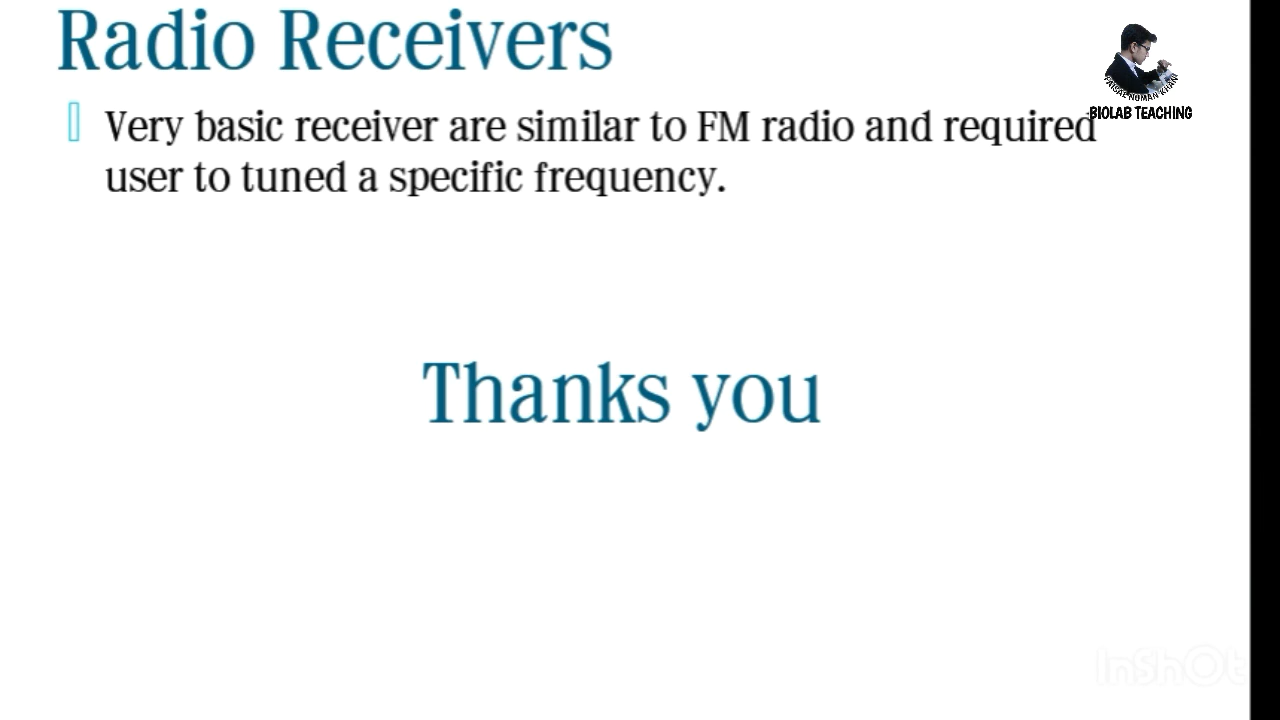 Radio Receivers
Very basic receiver are similar to FM radio and required
user to tuned a specific frequency.
Thanks you
BIOLAB TEACHING
InShOt